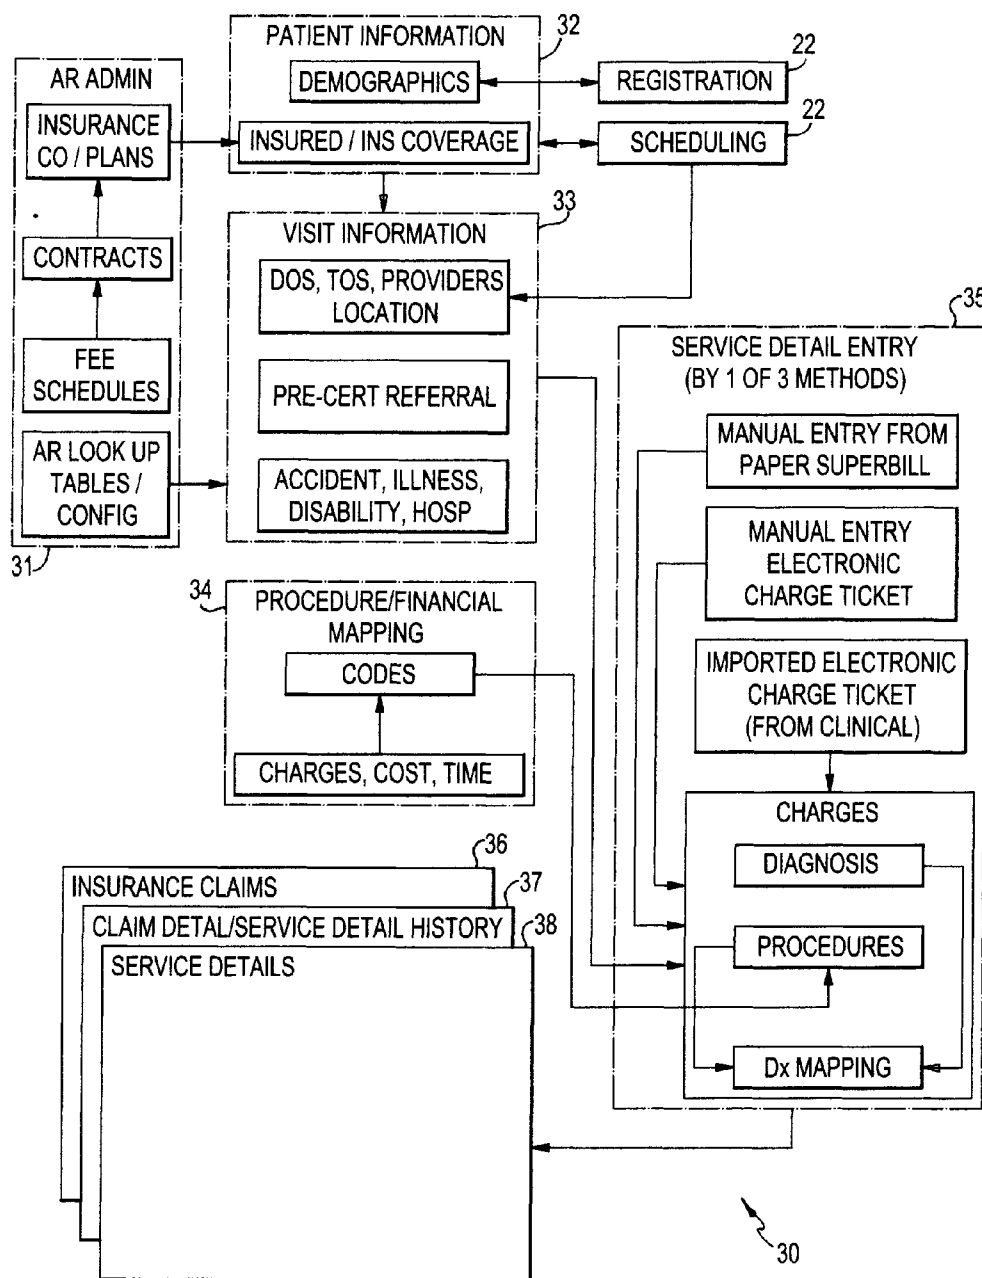 PATIENT INFORMATION
32
DEMOGRAPHICS
REGISTRATION
22
INSURED / INS COVERAGE
SCHEDULING
22
AR ADMIN
INSURANCE
CO / PLANS
CONTRACTS
FEE
SCHEDULES
AR LOOK UP
TABLES /
CONFIG
31
VISIT INFORMATION
33
DOS, TOS, PROVIDERS
LOCATION
PRE-CERT REFERRAL
ACCIDENT, ILLNESS,
DISABILITY, HOSP
34
PROCEDURE/FINANCIAL
MAPPING
CODES
CHARGES, COST, TIME
35
SERVICE DETAIL ENTRY
(BY 1 OF 3 METHODS)
MANUAL ENTRY FROM
PAPER SUPERBILL
MANUAL ENTRY
ELECTRONIC
CHARGE TICKET
IMPORTED ELECTRONIC
CHARGE TICKET
(FROM CLINICAL)
CHARGES
DIAGNOSIS
PROCEDURES
Dx MAPPING
36
INSURANCE CLAIMS
37
CLAIM DETAL/SERVICE DETAIL HISTORY
38
SERVICE DETAILS
30